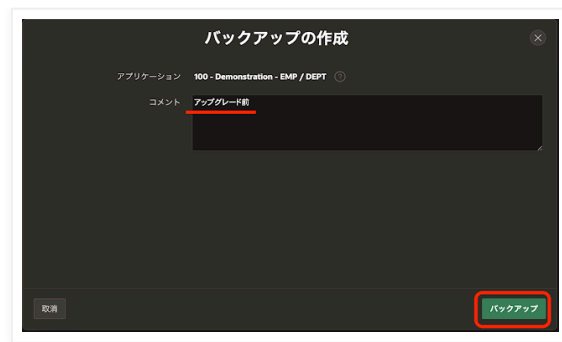 バックアップの作成
アプリケーション 100 - Demonstration - EMP / DEPT ?
コメント アップグレード前
取消 バックアップ